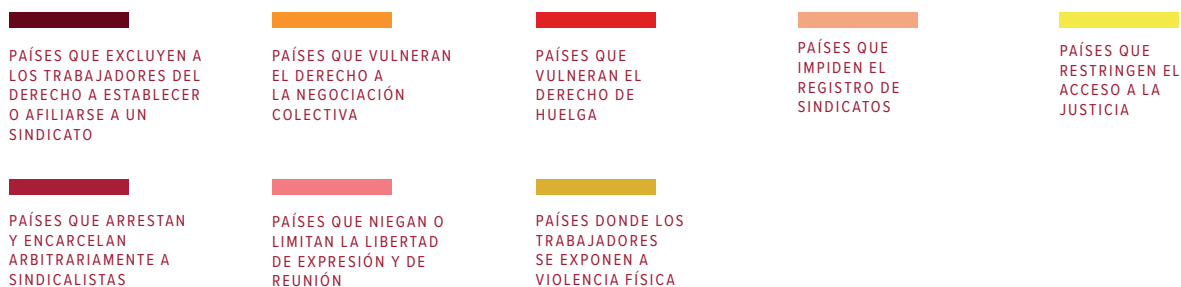 PAÍSES QUE EXCLUYEN A
LOS TRABAJADORES DEL
DERECHO A ESTABLECER
O AFILIARSE A UN
SINDICATO
PAÍSES QUE VULNERAN
EL DERECHO A
LA NEGOCIACIÓN
COLECTIVA
PAÍSES QUE
VULNERAN EL
DERECHO DE
HUELGA
PAÍSES QUE
IMPIDEN EL
REGISTRO DE
SINDICATOS
PAÍSES QUE
RESTRINGEN EL
ACCESO A LA
JUSTICIA
PAÍSES QUE ARRESTAN
Y ENCARCELAN
ARBITRARIAMENTE A
SINDICALISTAS
PAÍSES QUE NIEGAN O
LIMITAN LA LIBERTAD
DE EXPRESIÓN Y DE
REUNIÓN
PAÍSES DONDE LOS
TRABAJADORES
SE EXPONEN A
VIOLENCIA FÍSICA